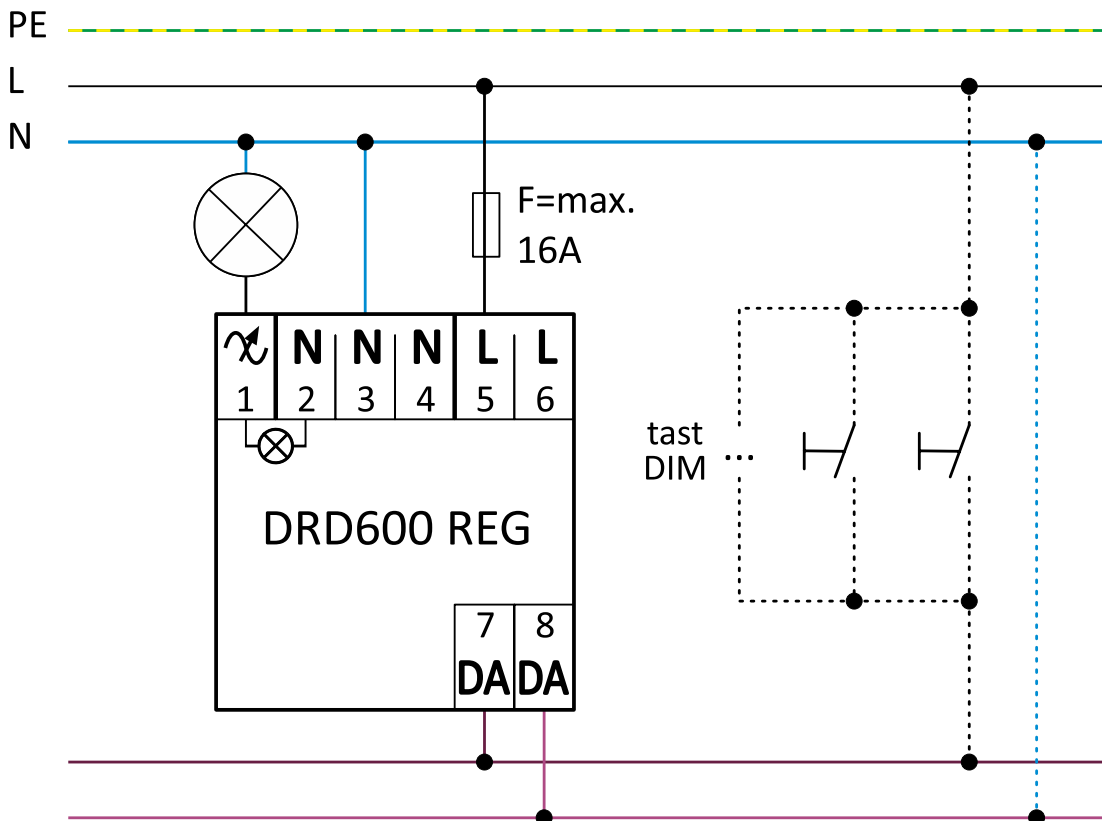 PE
L
N
F=max.
16A
N N N L L
1 2 3 4 5 6
tast
DIM
DRD600 REG
7 8
DA DA